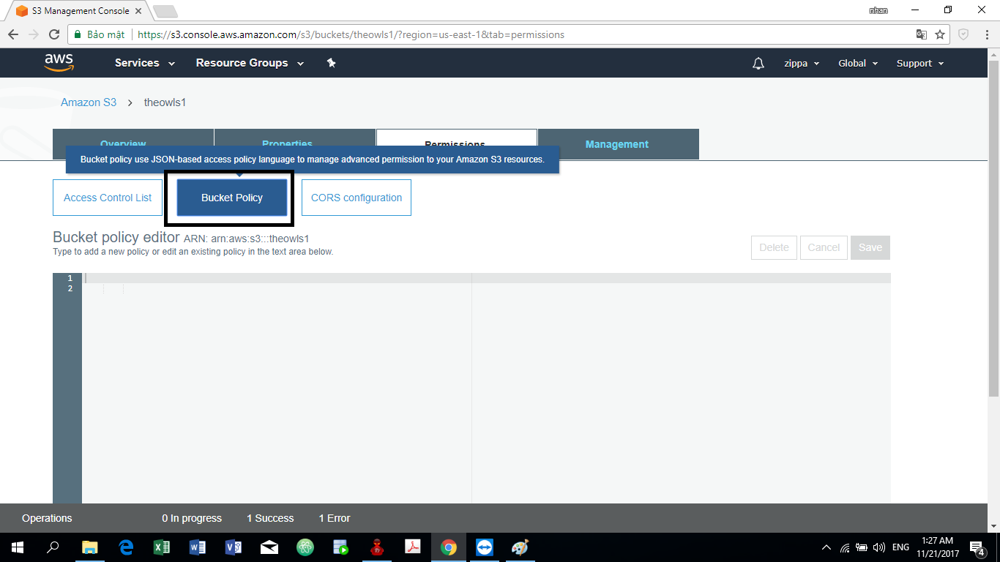 S3 Management Console
nhan
Bảo mật
https://s3.console.aws.amazon.com/s3/buckets/theowls1/?region=us-east-1&tab=permissions
aws Services Resource Groups zippa Global Support
Amazon S3 > theowls1
Overview Properties Permissions Management
Bucket policy use JSON-based access policy language to manage advanced permission to your Amazon S3 resources.
Access Control List Bucket Policy CORS configuration
Bucket policy editor ARN: arn:aws:s3:::theowls1
Type to add a new policy or edit an existing policy in the text area below.
Delete Cancel Save
1
2
Operations 0 In progress 1 Success 1 Error
ENG
1:27 AM
11/21/2017
4